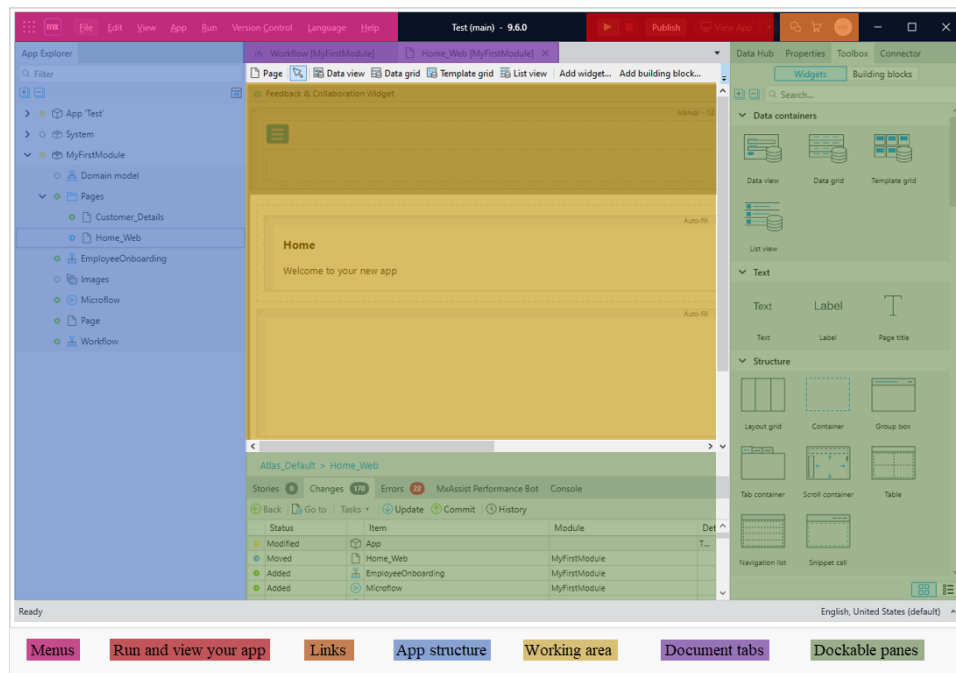 mx File Edit View App Run Version Control Language Help Test (main) - 9.6.0 Publish View App
App Explorer
Filter
App 'Test'
System
MyFirstModule
Domain model
Pages
Customer_Details
Home_Web
EmployeeOnboarding
Images
Microflow
Page
Workflow
Workflow [MyFirstModule] Home_Web [MyFirstModule]
Page Data view Data grid Template grid List view Add widget... Add building block...
Feedback & Collaboration Widget
Manual - 12
Auto-fill
Home
Welcome to your new app
Auto-fill
Atlas_Default > Home_Web
Stories 0 Changes 170 Errors 22 MxAssist Performance Bot Console
Back Go to Tasks Update Commit History
Status Item Module Det
Modified App T...
Moved Home_Web MyFirstModule
Added EmployeeOnboarding MyFirstModule
Added Microflow MyFirstModule
Data Hub Properties Toolbox Connector
Widgets Building blocks
Search...
Data containers
Data view Data grid Template grid
List view
Text
Text Label
Text Label Page title
Structure
Layout grid Container Group box
Tab container Scroll container Table
Navigation list Snippet call
Ready English, United States (default)
Menus Run and view your app Links App structure Working area Document tabs Dockable panes